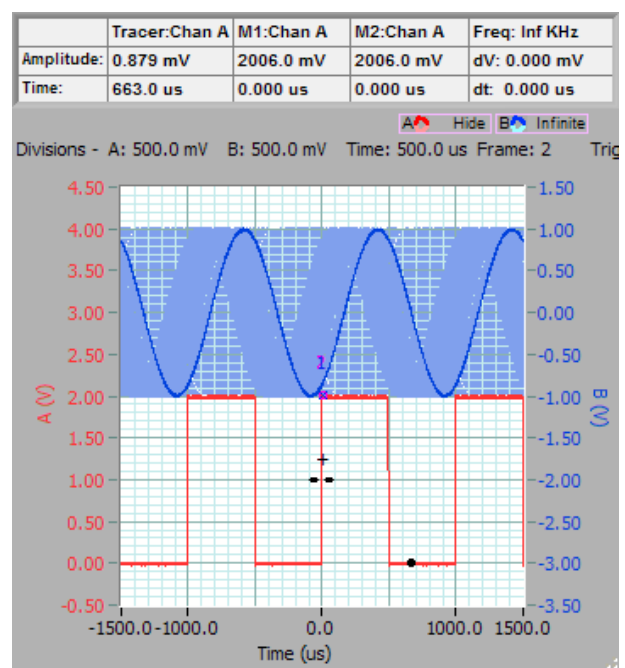 Tracer:Chan A M1:Chan A M2:Chan A Freq: Inf KHz
Amplitude: 0.879 mV 2006.0 mV 2006.0 mV dV: 0.000 mV
Time: 663.0 us 0.000 us 0.000 us dt: 0.000 us
A Hide B Infinite
Divisions - A: 500.0 mV B: 500.0 mV Time: 500.0 us Frame: 2 Trig
4.50 1.50
4.00 1.00
3.50 0.50
3.00 -0.00
2.50 1 -0.50
2.00 -1.00
1.50 -1.50
1.00 -2.00
0.50 -2.50
0.00 -3.00
-0.50 -3.50
A (V)
B (V)
-1500.0 -1000.0 0.0 1000.0 1500.0
Time (us)